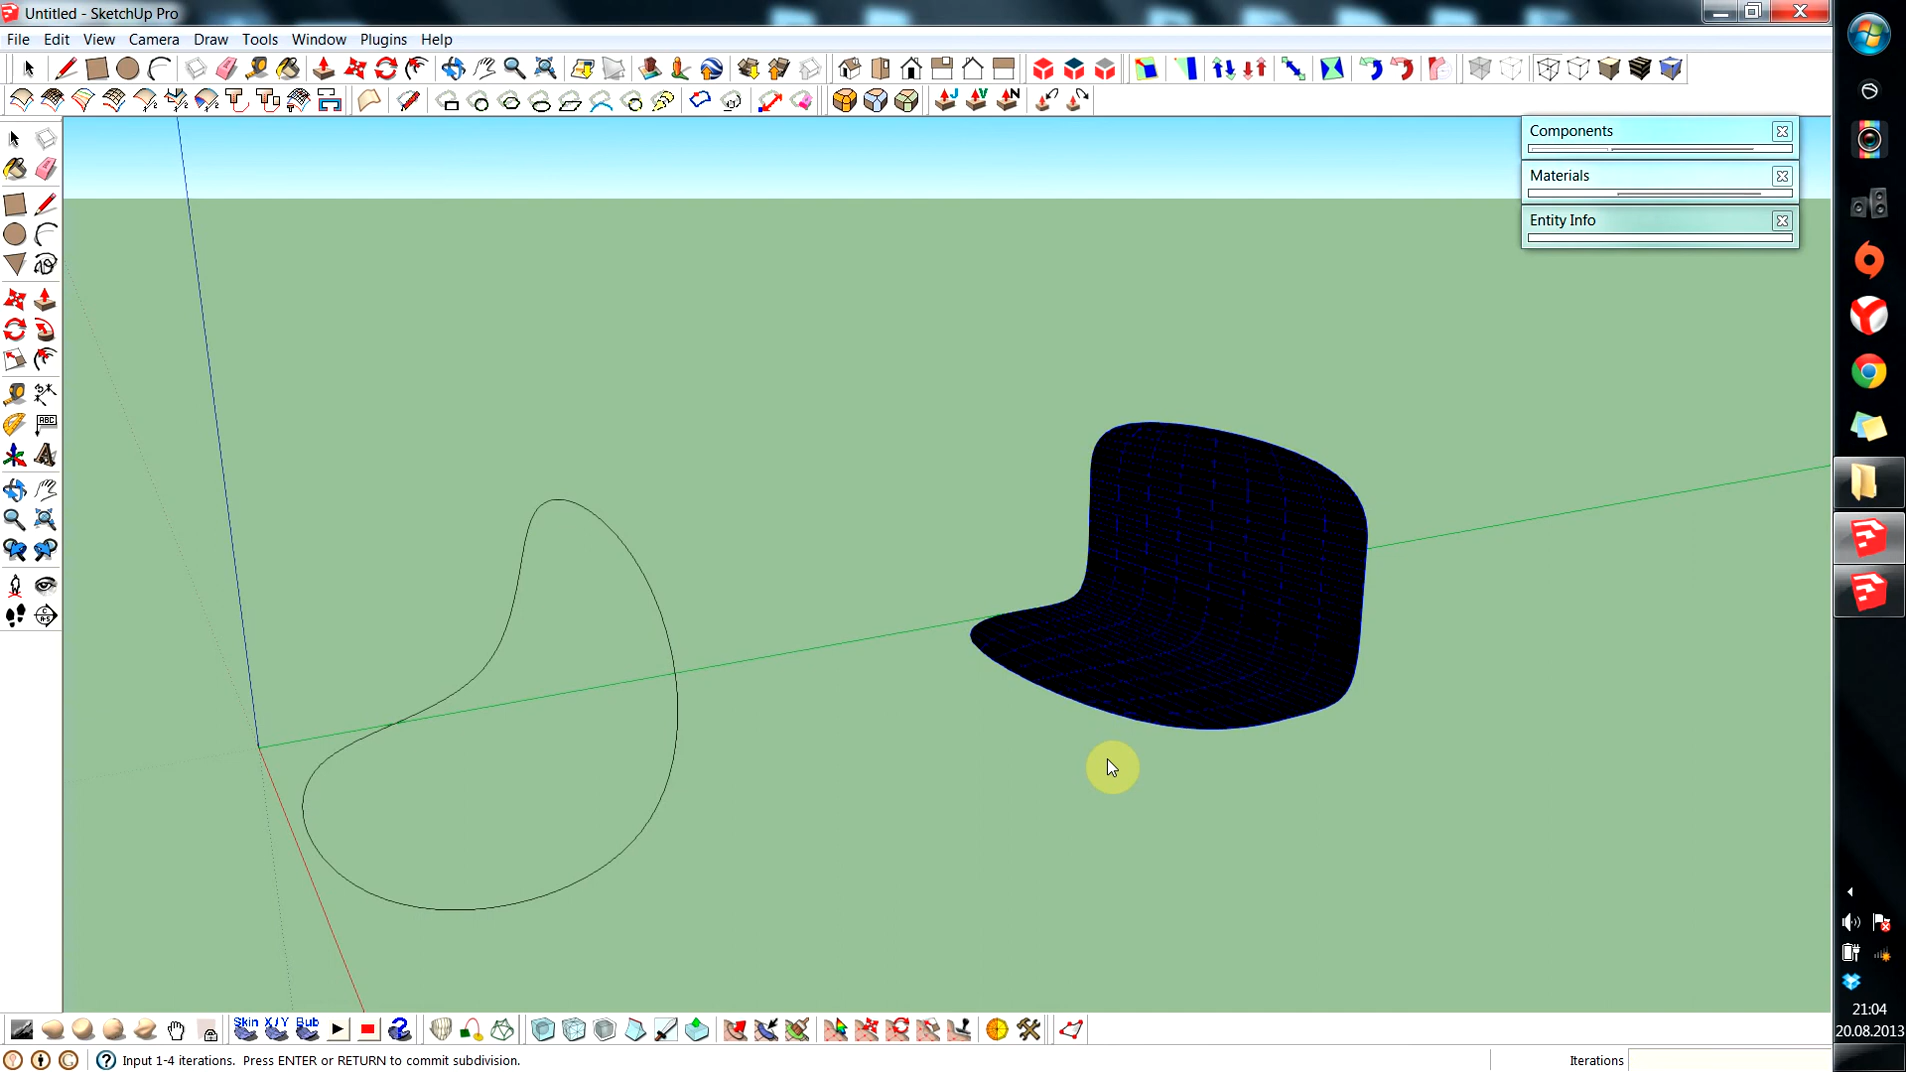 Untitled - SketchUp Pro
File Edit View Camera Draw Tools Window Plugins Help
J V N
Components
Materials
Entity Info
ABC
Skin X/Y Bub
Input 1-4 iterations. Press ENTER or RETURN to commit subdivision.
Iterations
21:04
20.08.2013